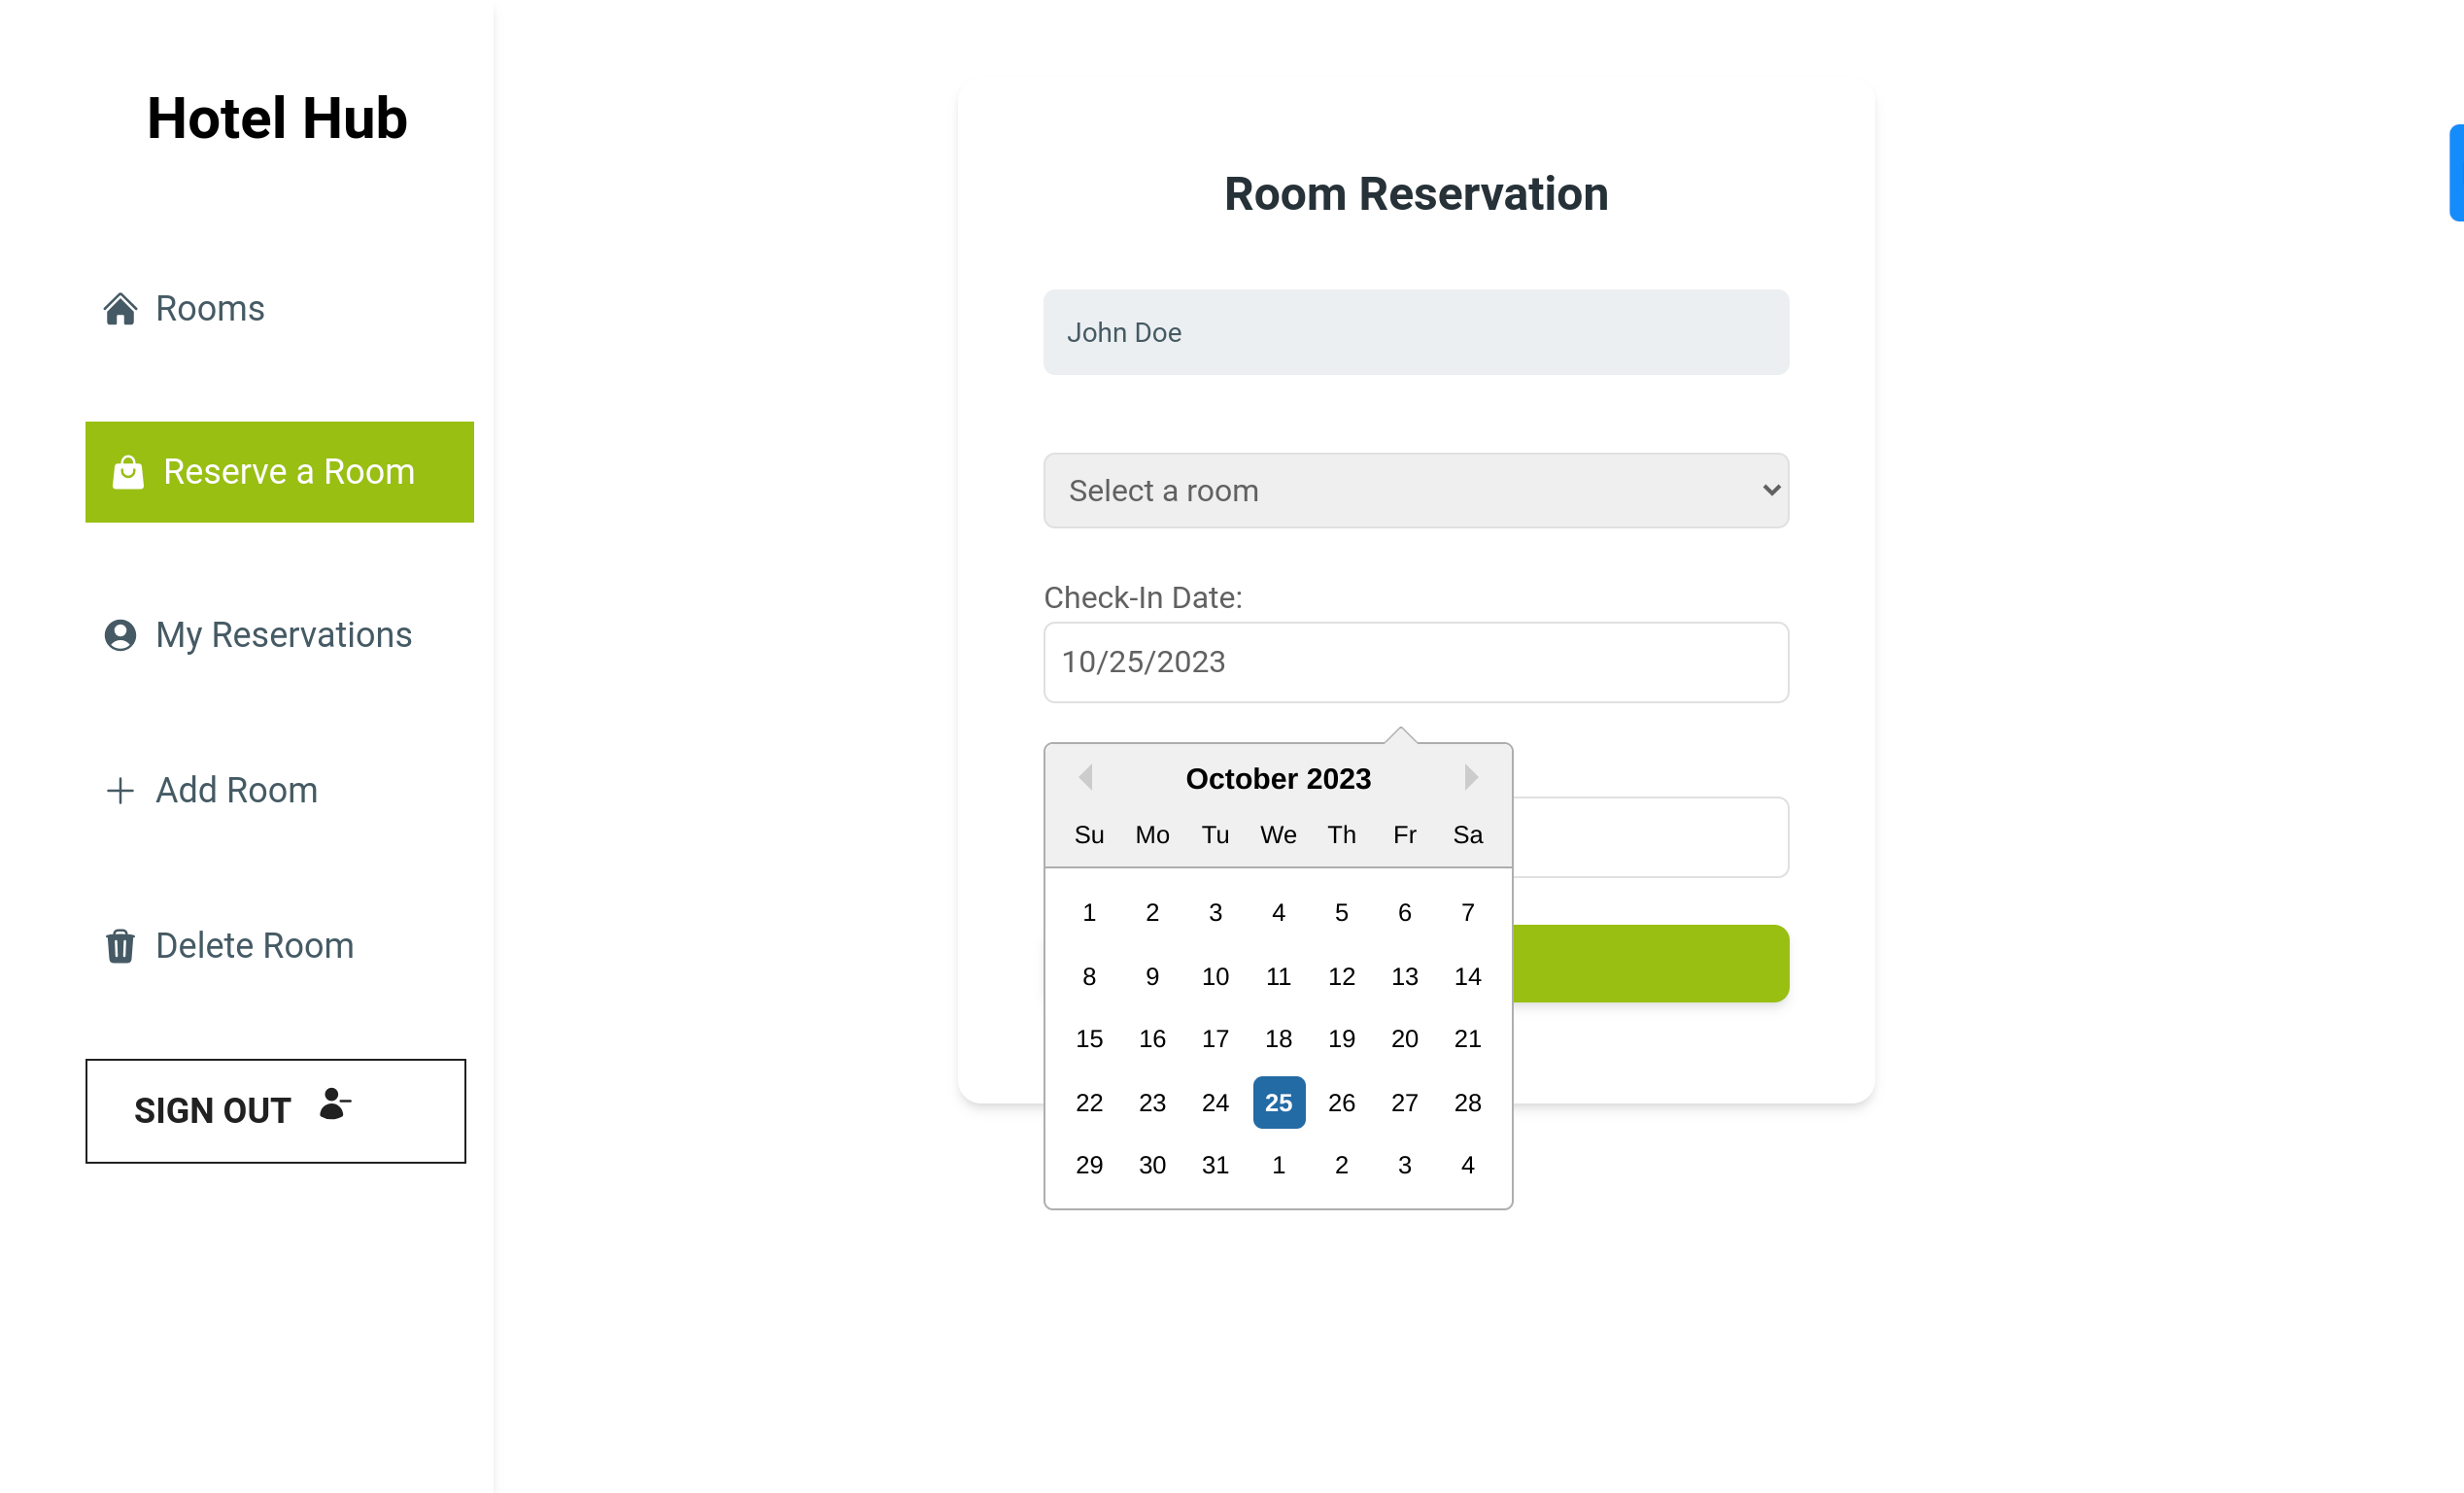 Hotel Hub
Rooms
Reserve a Room
My Reservations
Add Room
Delete Room
SIGN OUT
Room Reservation
John Doe
Select a room
Check-In Date:
10/25/2023
October 2023
Su Mo Tu We Th Fr Sa
1 2 3 4 5 6 7
8 9 10 11 12 13 14
15 16 17 18 19 20 21
22 23 24 25 26 27 28
29 30 31 1 2 3 4